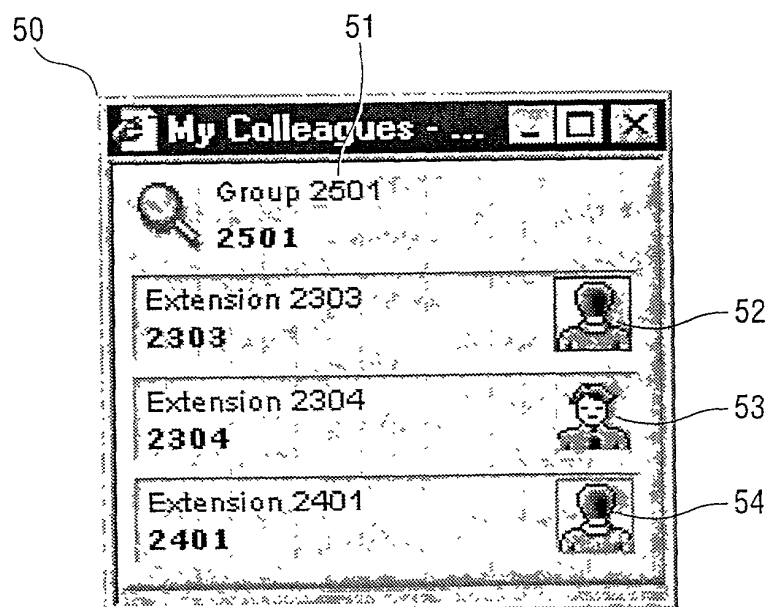 50
51
My Colleagues - ...
Group 2501
2501
Extension 2303
2303
52
Extension 2304
2304
53
Extension 2401
2401
54